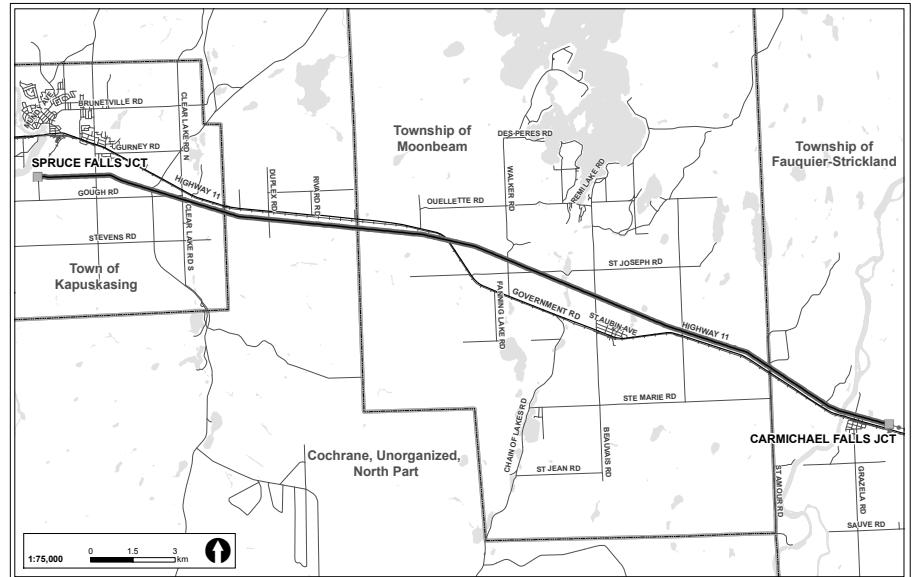 BRUNETVILLE RD
CLEAR LAKE RD N
GURNEY RD
SPRUCE FALLS JCT
HIGHWAY 11
GOUGH RD
STEVENS RD
CLEAR LAKE RD S
Town of
Kapuskasing
DUPLEX RD
RIVARD RD
Township of
Moonbeam
DES-PERES RD
WALKER RD
REMI LAKE RD
OUELLETTE RD
Township of
Fauquier-Strickland
ST JOSEPH RD
FANNING LAKE RD
GOVERNMENT RD
ST AUBIN AVE
HIGHWAY 11
STE MARIE RD
CHAIN OF LAKES RD
BEAUVAIS RD
ST JEAN RD
CARMICHAEL FALLS JCT
ST AMOUR RD
GRAZELA RD
SAUVE RD
Cochrane, Unorganized,
North Part
1:75,000
0 1.5 3
km